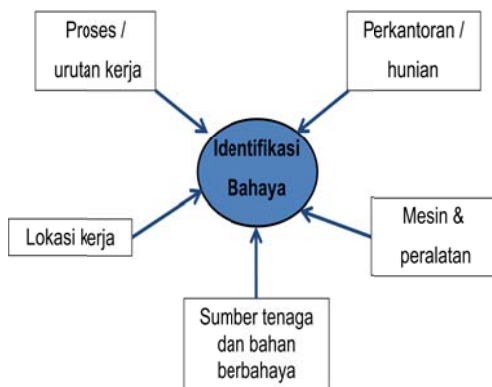 Proses /
urutan kerja
Perkantoran /
hunian
Identifikasi
Bahaya
Lokasi kerja
Mesin &
peralatan
Sumber tenaga
dan bahan
berbahaya